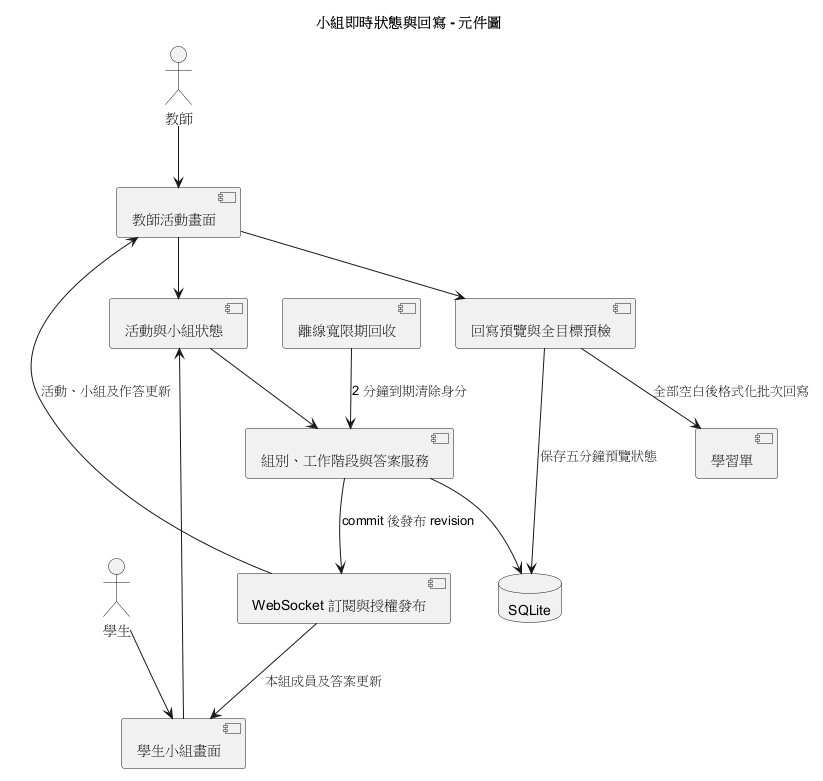 小組即時狀態與回寫 - 元件圖
教師
教師活動畫面
活動與小組狀態
離線寬限期回收
回寫預覽與全目標預檢
活動、小組及作答更新
2 分鐘到期清除身分
全部空白後格式化批次回寫
組別、工作階段與答案服務
保存五分鐘預覽狀態
學習單
commit 後發布 revision
學生
WebSocket 訂閱與授權發布
SQLite
本組成員及答案更新
學生小組畫面